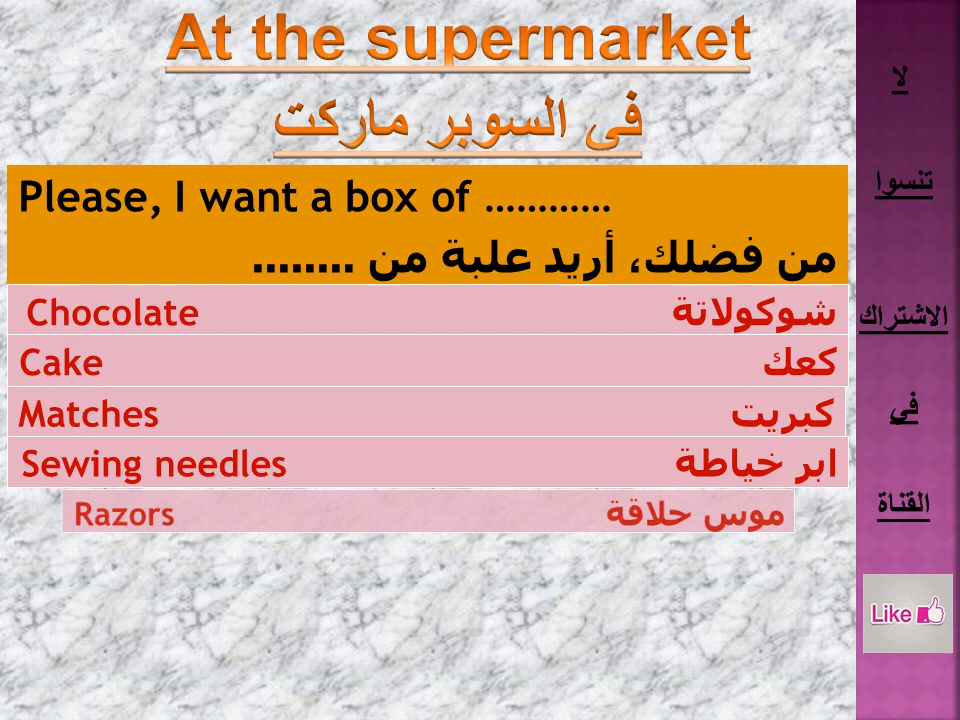 At the supermarket
فى السوبر ماركت
Please, I want a box of …………
من فضلك، أريد علبة من ........
Chocolate شوكولاتة
Cake كعك
Matches كبريت
Sewing needles ابر خياطة
Razors موس حلاقة
لا
تنسوا
الاشتراك
في
القناة
Like